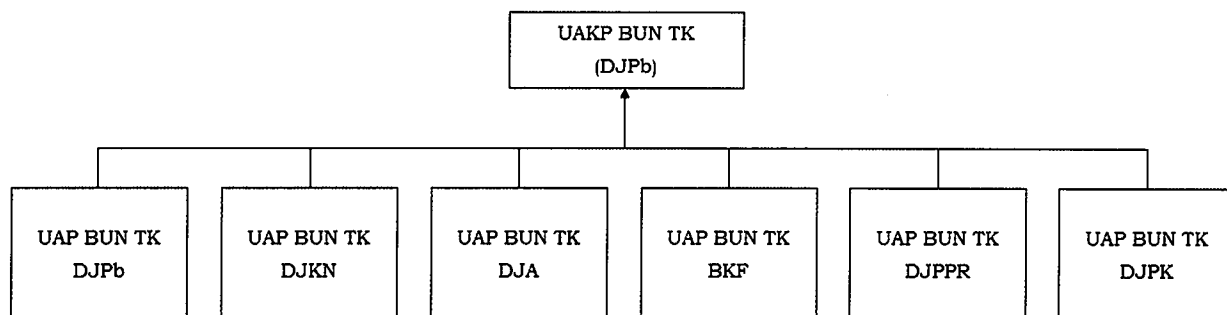 UAKP BUN TK
(DJPb)
UAP BUN TK
DJPb
UAP BUN TK
DJKN
UAP BUN TK
DJA
UAP BUN TK
BKF
UAP BUN TK
DJPPR
UAP BUN TK
DJPK